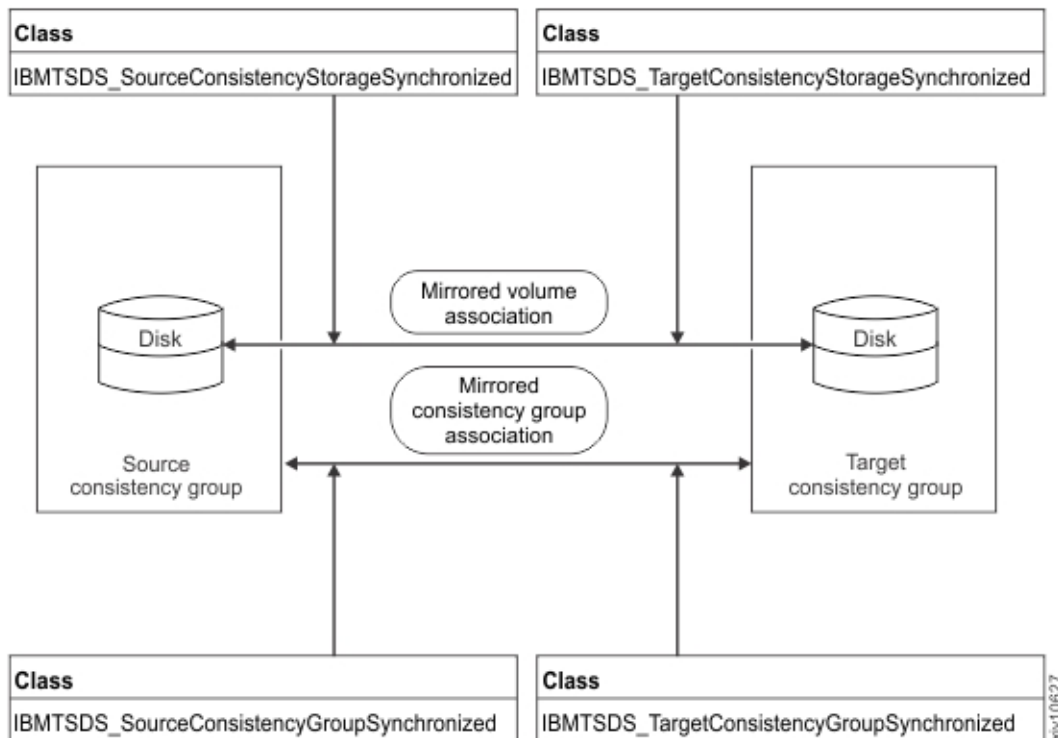 Class
IBMTSDS_SourceConsistencyStorageSynchronized
Class
IBMTSDS_TargetConsistencyStorageSynchronized
Mirrored volume
association
Disk
Disk
Mirrored
consistency group
association
Source
consistency group
Target
consistency group
Class
IBMTSDS_SourceConsistencyGroupSynchronized
Class
IBMTSDS_TargetConsistencyGroupSynchronized